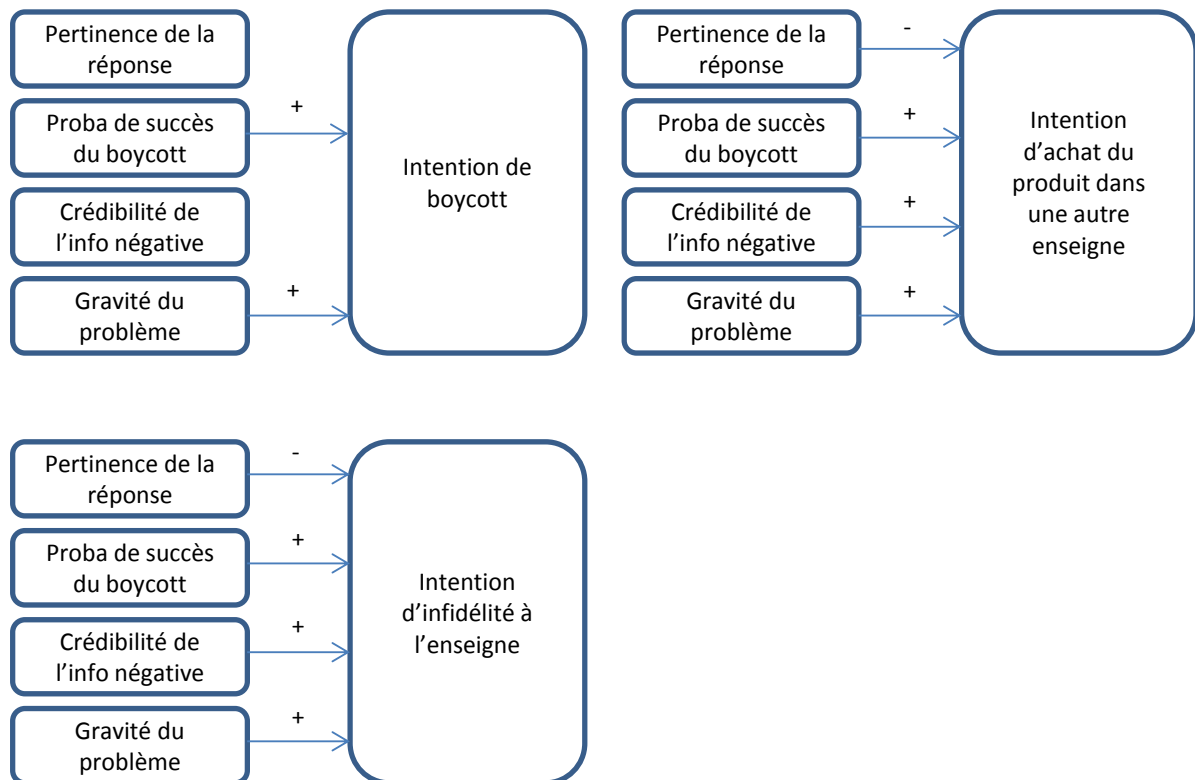 Pertinence de la
réponse
Proba de succès
du boycott
+
Crédibilité de
l'info négative
Gravité du
problème
+
Intention de
boycott
Pertinence de la
réponse
-
Proba de succès
du boycott
+
Crédibilité de
l'info négative
+
Gravité du
problème
+
Intention
d'achat du
produit dans
une autre
enseigne
Pertinence de la
réponse
-
Proba de succès
du boycott
+
Crédibilité de
l'info négative
+
Gravité du
problème
+
Intention
d'infidélité à
l'enseigne